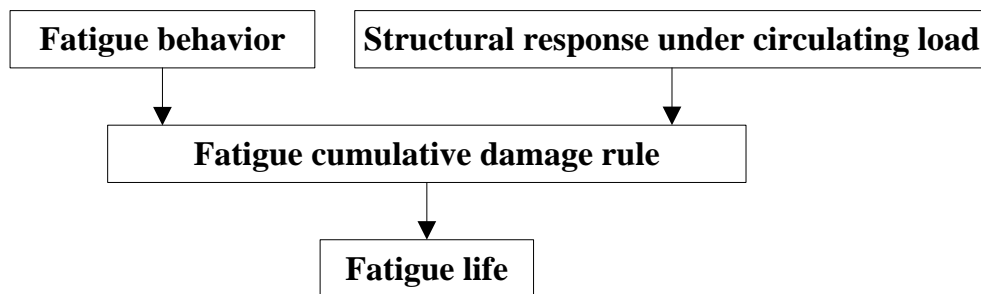 Fatigue behavior
Structural response under circulating load
Fatigue cumulative damage rule
Fatigue life